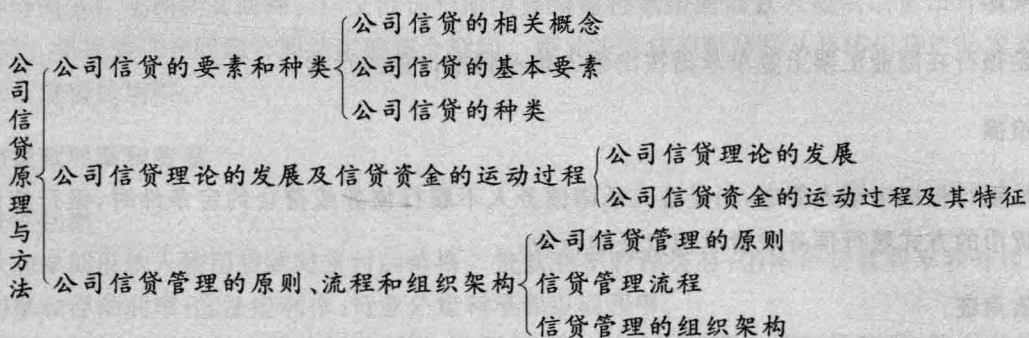 公司信贷原理与方法
公司信贷的要素和种类
公司信贷的相关概念
公司信贷的基本要素
公司信贷的种类
公司信贷理论的发展及信贷资金的运动过程
公司信贷理论的发展
公司信贷资金的运动过程及其特征
公司信贷管理的原则、流程和组织架构
公司信贷管理的原则
信贷管理流程
信贷管理的组织架构